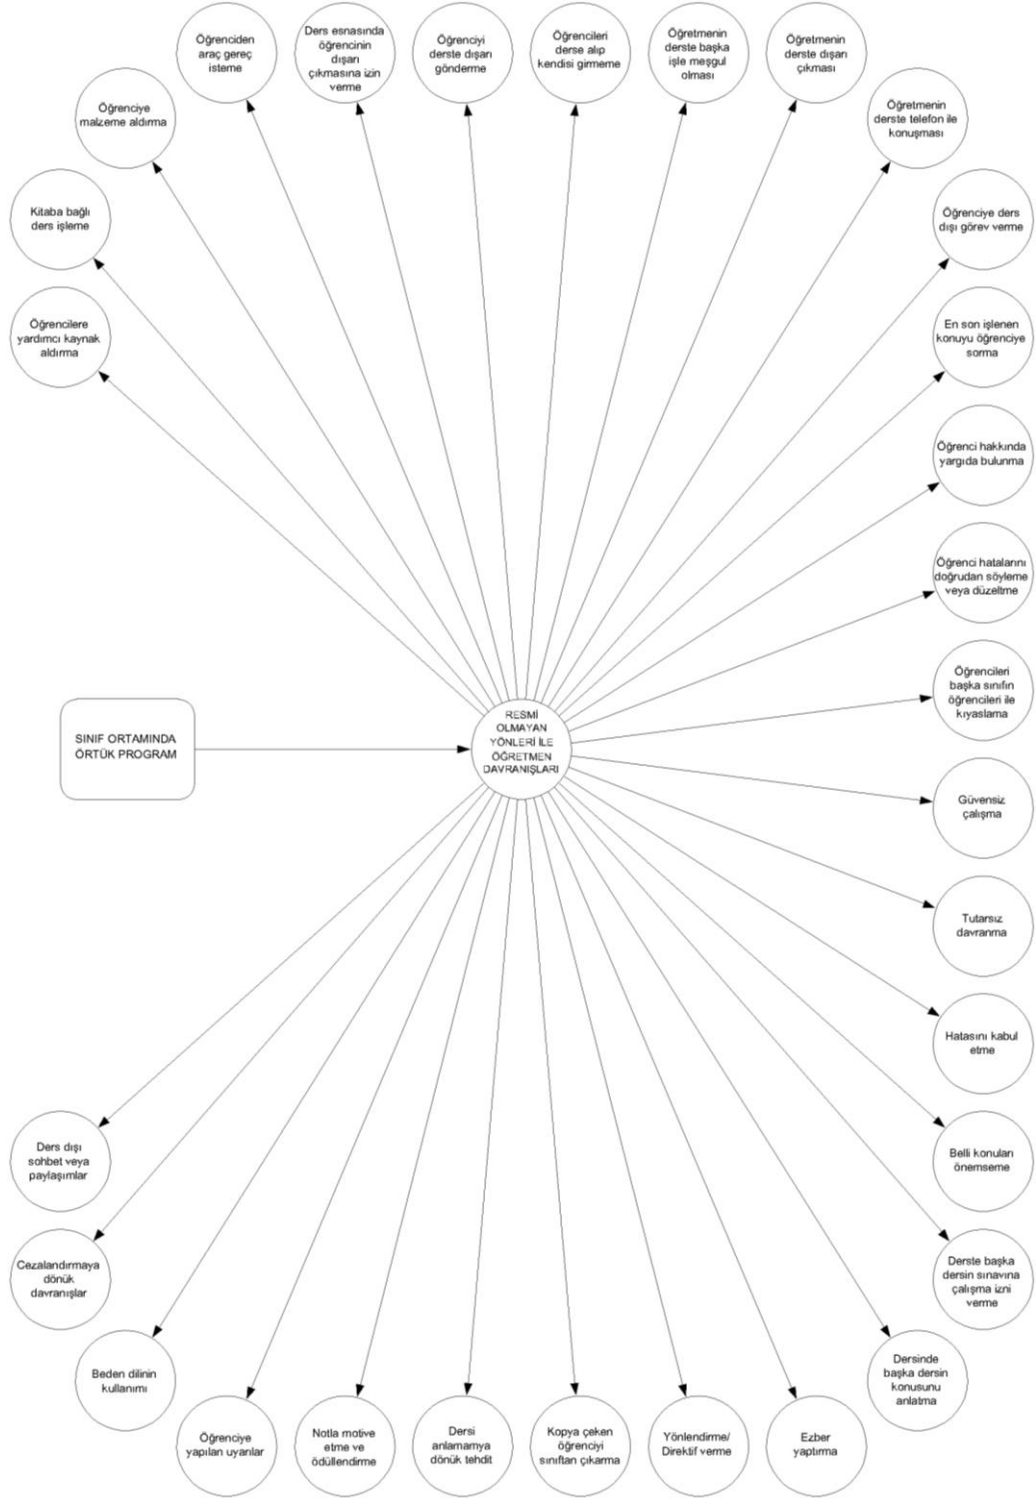 Öğrenciden
araç gereç
isteme
Ders esnasında
öğrencinin
dışarı
çıkmasına izin
verme
Öğrenciyi
derste dışarı
gönderme
Öğrencileri
derse alıp
kendisi girmeme
Öğretmenin
derste başka
işle meşgul
olması
Öğretmenin
derste dışarı
çıkması
Öğrenciye
malzeme aldırma
Öğretmenin
derste telefon ile
konuşması
Kitaba bağlı
ders işleme
Öğrenciye ders
dışı görev verme
Öğrencilere
yardımcı kaynak
aldırma
En son işlenen
konuyu öğrenciye
sorma
Öğrenci hakkında
yargıda bulunma
Öğrenci hatalarını
doğrudan söyleme
veya düzeltme
Öğrencileri
başka sınıfın
öğrencileri ile
kıyaslama
SINIF ORTAMINDA
ÖRTÜK PROGRAM
RESMİ
OLMAYAN
YÖNLERİ İLE
ÖĞRETMEN
DAVRANIŞLARI
Güvensiz
çalışma
Tutarsız
davranma
Hatasını kabul
etme
Belli konuları
önemseme
Ders dışı
sohbet veya
paylaşımlar
Derste başka
dersin sınavına
çalışma izni
verme
Cezalandırmaya
dönük
davranışlar
Dersinde
başka dersin
konusunu
anlatma
Beden dilinin
kullanımı
Öğrenciye
yapılan uyarılar
Notla motive
etme ve
ödüllendirme
Dersi
anlamamya
dönük tehdit
Kopya çeken
öğrenciyi
sınıftan çıkarma
Yönlendirme/
Direktif verme
Ezber
yaptırma